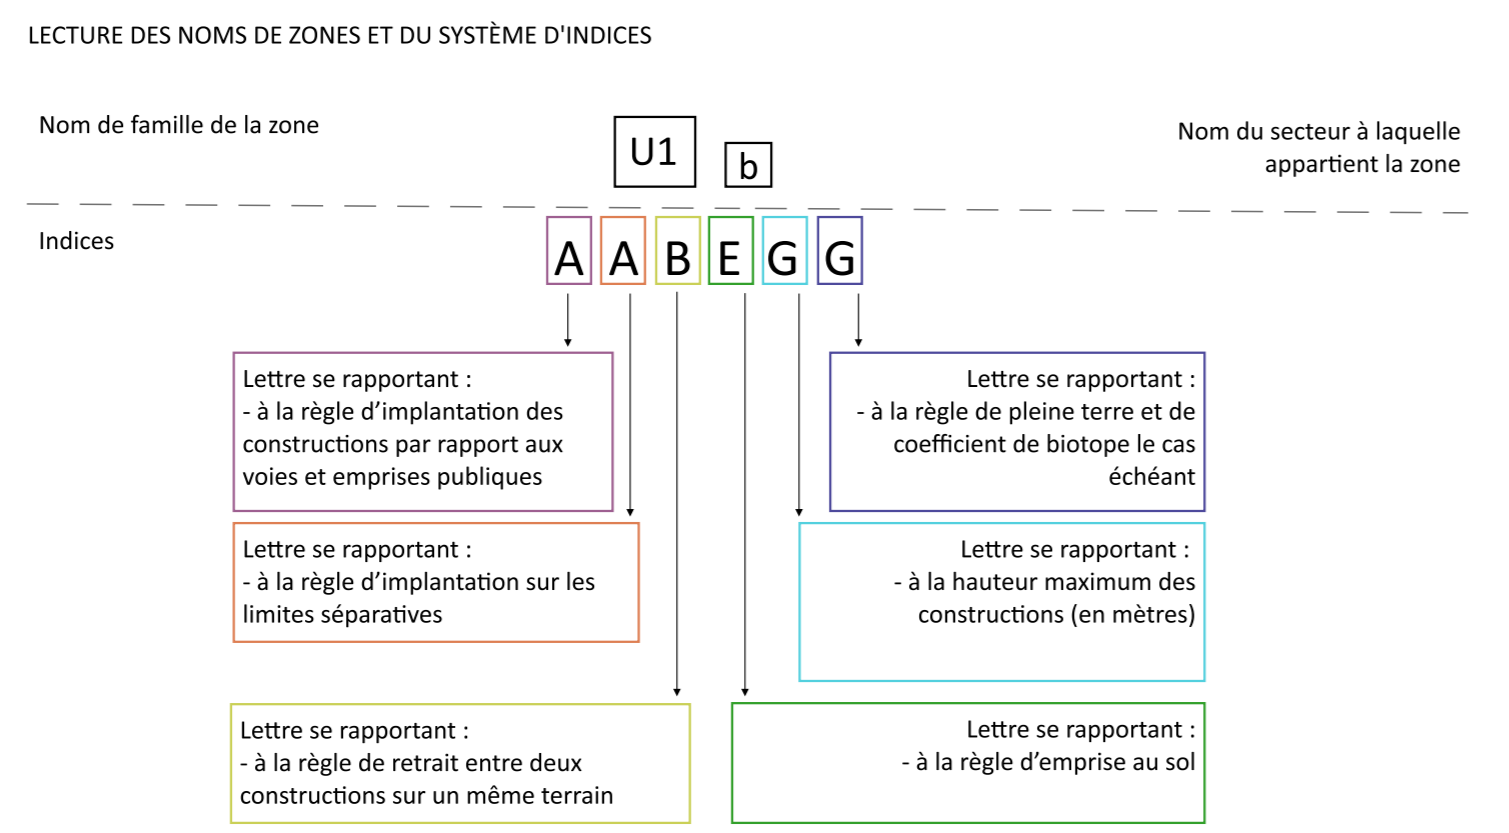 LECTURE DES NOMS DE ZONES ET DU SYSTÈME D'INDICES
Nom de famille de la zone
U1
b
Nom du secteur à laquelle
appartient la zone
Indices
A A B E G G
Lettre se rapportant :
- à la règle d’implantation des
constructions par rapport aux
voies et emprises publiques
Lettre se rapportant :
- à la règle de pleine terre et de
coefficient de biotope le cas
échéant
Lettre se rapportant :
- à la règle d’implantation sur les
limites séparatives
Lettre se rapportant :
- à la hauteur maximum des
constructions (en mètres)
Lettre se rapportant :
- à la règle de retrait entre deux
constructions sur un même terrain
Lettre se rapportant :
- à la règle d’emprise au sol